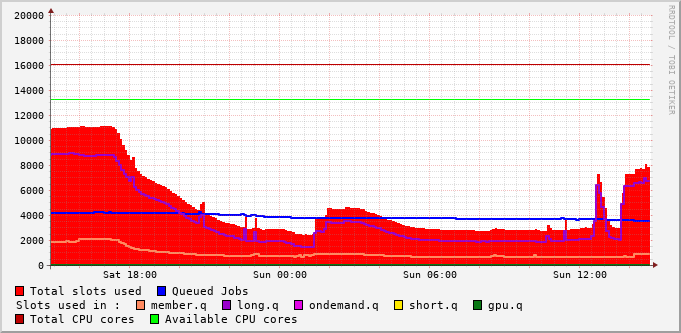 20000
18000
16000
14000
12000
10000
8000
6000
4000
2000
0
Sat 18:00 Sun 00:00 Sun 06:00 Sun 12:00
RRDTOOL / TOBI OETIKER
Total slots used Queued Jobs
Slots used in : member.q long.q ondemand.q short.q gpu.q
Total CPU cores Available CPU cores